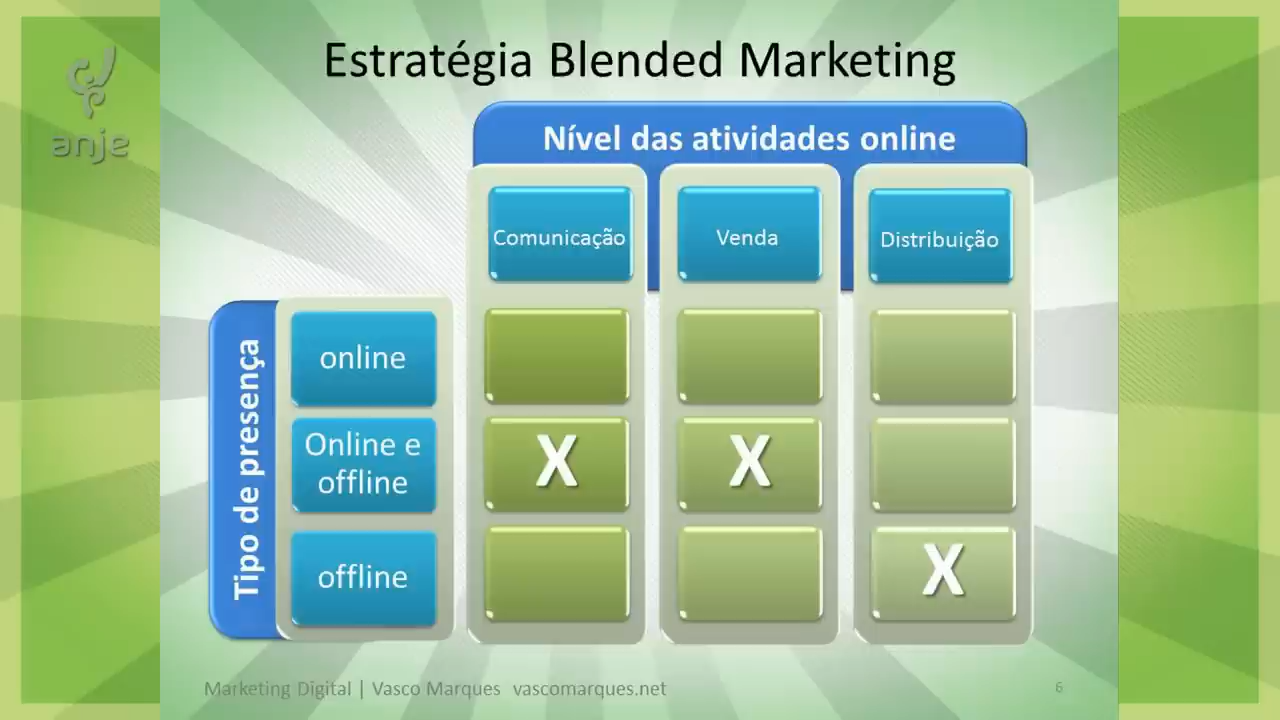 Estratégia Blended Marketing
anje
Nível das atividades online
Comunicação
Venda
Distribuição
Tipo de presença
online
Online e
offline
X
X
offline
X
Marketing Digital | Vasco Marques vascomarques.net
6